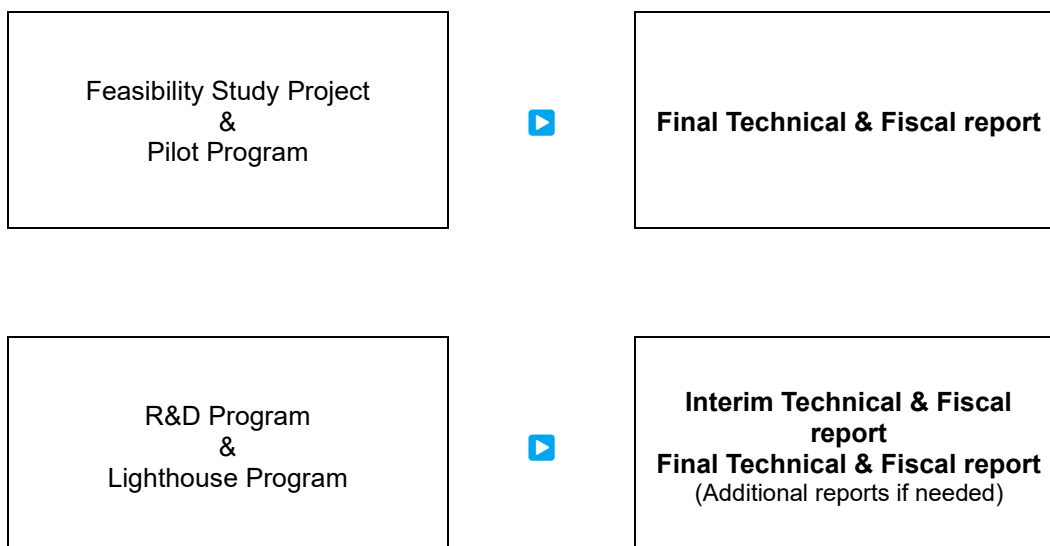 Feasibility Study Project
&
Pilot Program
Final Technical & Fiscal report
R&D Program
&
Lighthouse Program
Interim Technical & Fiscal
report
Final Technical & Fiscal report
(Additional reports if needed)